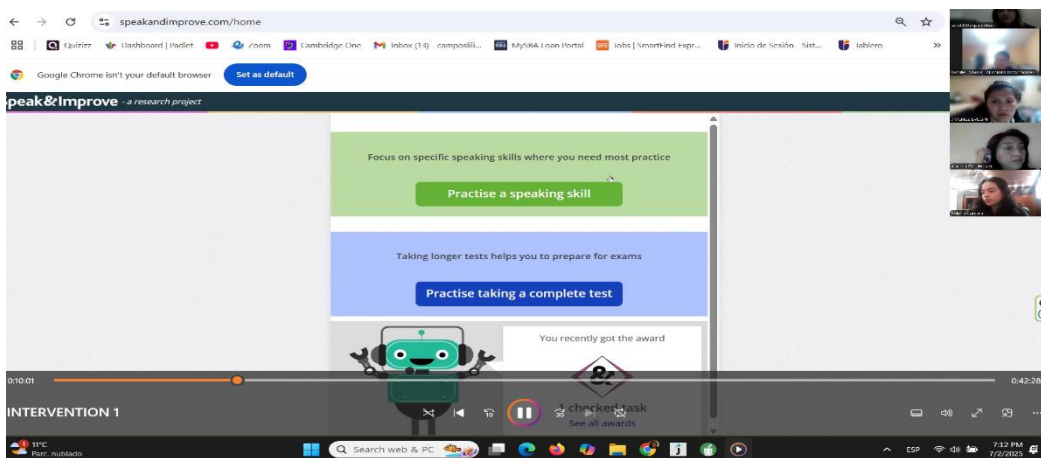 speakandimprove.com/home
Quizizz Dashboard | Padlet Zoom Cambridge One Inbox (13) MySRA Loan Portal Jobs | SmartFind Expr... Inicio de Sesión Sist... Tablero »
Google Chrome isn't your default browser Set as default
peak&Improve - a research project
Focus on specific speaking skills where you need most practice
Practise a speaking skill
Taking longer tests helps you to prepare for exams
Practise taking a complete test
You recently got the award
&
checked task
See all awards
0:10:01 0:42:28
INTERVENTION 1
10 30
11°C
Parc. nublado
Search web & PC
ESP
7:12 PM
7/2/2025